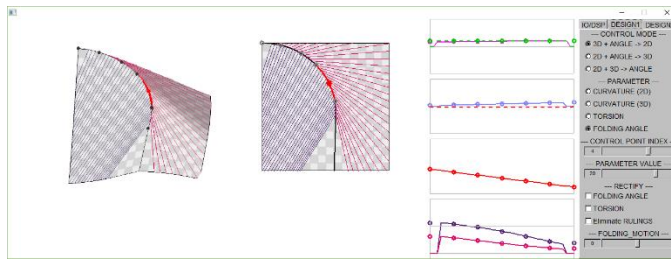 IO/DSP DESIGN1 DESIGN
--- CONTROL MODE ---
3D + ANGLE -> 2D
2D + ANGLE -> 3D
2D + 3D -> ANGLE
--- PARAMETER ---
CURVATURE (2D)
CURVATURE (3D)
TORSION
FOLDING ANGLE
--- CONTROL POINT INDEX ---
4
--- PARAMETER VALUE ---
--- RECTIFY ---
FOLDING ANGLE
TORSION
Eliminate RULINGS
--- FOLDING_MOTION ---
0